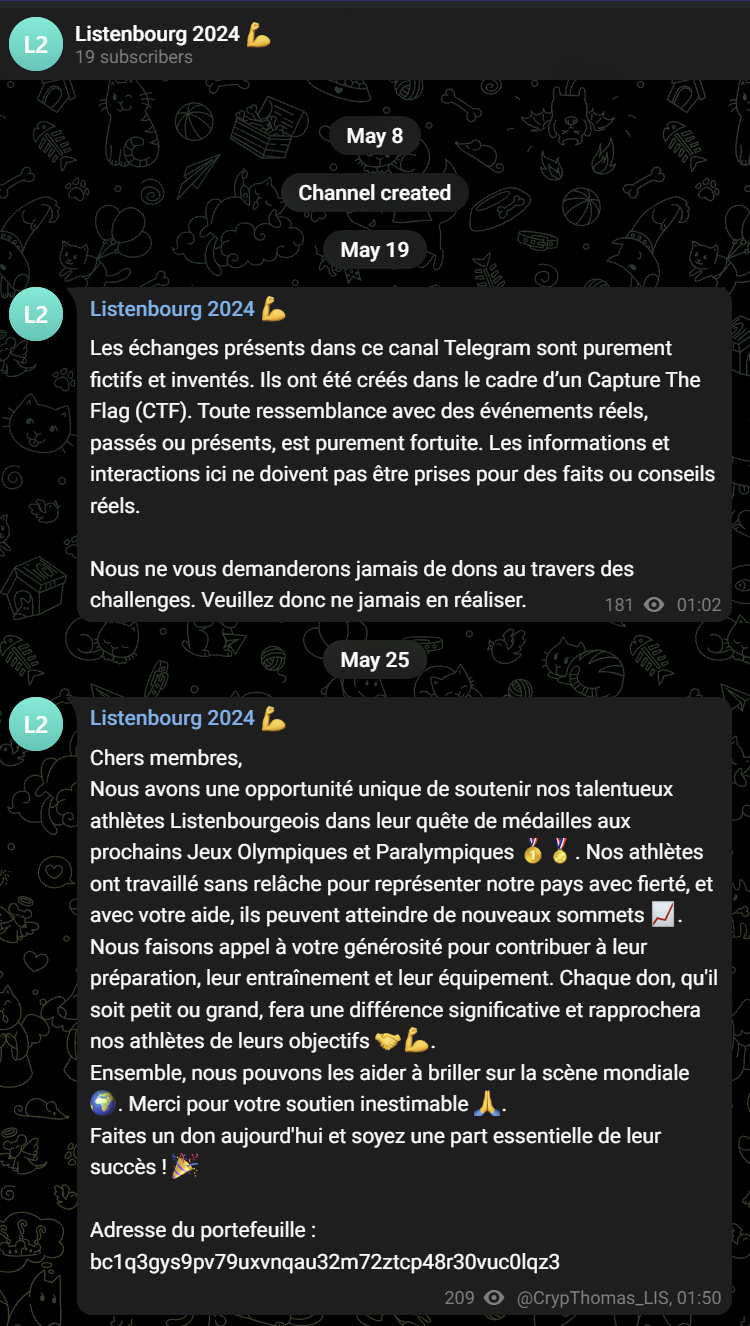 L2
Listenbourg 2024 💪
19 subscribers
May 8
Channel created
May 19
L2
Listenbourg 2024 💪
Les échanges présents dans ce canal Telegram sont purement
fictifs et inventés. Ils ont été créés dans le cadre d’un Capture The
Flag (CTF). Toute ressemblance avec des événements réels,
passés ou présents, est purement fortuite. Les informations et
interactions ici ne doivent pas être prises pour des faits ou conseils
réels.
Nous ne vous demanderons jamais de dons au travers des
challenges. Veuillez donc ne jamais en réaliser.
181 01:02
May 25
L2
Listenbourg 2024 💪
Chers membres,
Nous avons une opportunité unique de soutenir nos talentueux
athlètes Listenbourgeois dans leur quête de médailles aux
prochains Jeux Olympiques et Paralympiques 🥇🏅. Nos athlètes
ont travaillé sans relâche pour représenter notre pays avec fierté, et
avec votre aide, ils peuvent atteindre de nouveaux sommets 📈.
Nous faisons appel à votre générosité pour contribuer à leur
préparation, leur entraînement et leur équipement. Chaque don, qu'il
soit petit ou grand, fera une différence significative et rapprochera
nos athlètes de leurs objectifs 🤝💪.
Ensemble, nous pouvons les aider à briller sur la scène mondiale
🌍. Merci pour votre soutien inestimable 🙏.
Faites un don aujourd'hui et soyez une part essentielle de leur
succès ! 🎉
Adresse du portefeuille :
bc1q3gys9pv79uxvnqau32m72ztcp48r30vuc0lqz3
209 @CrypThomas_LIS, 01:50